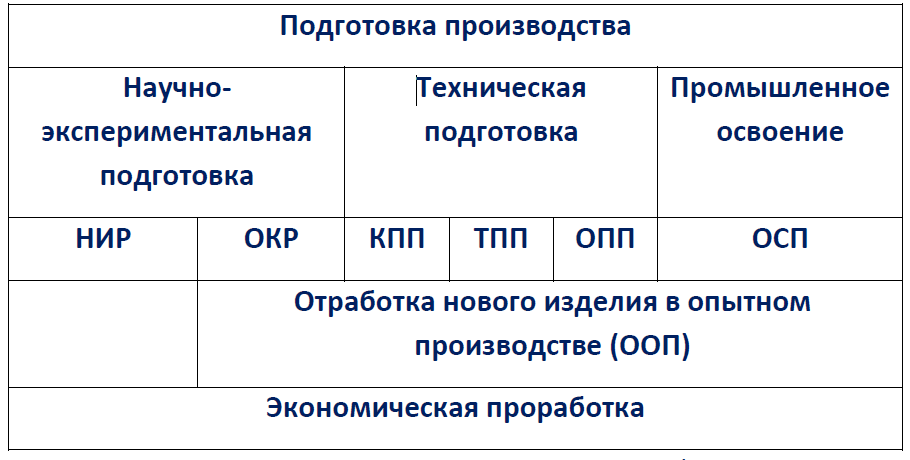 Подготовка производства
Научно-
экспериментальная
подготовка
Техническая
подготовка
Промышленное
освоение
НИР
ОКР
КПП
ТПП
ОПП
ОСП
Отработка нового изделия в опытном
производстве (ООП)
Экономическая проработка